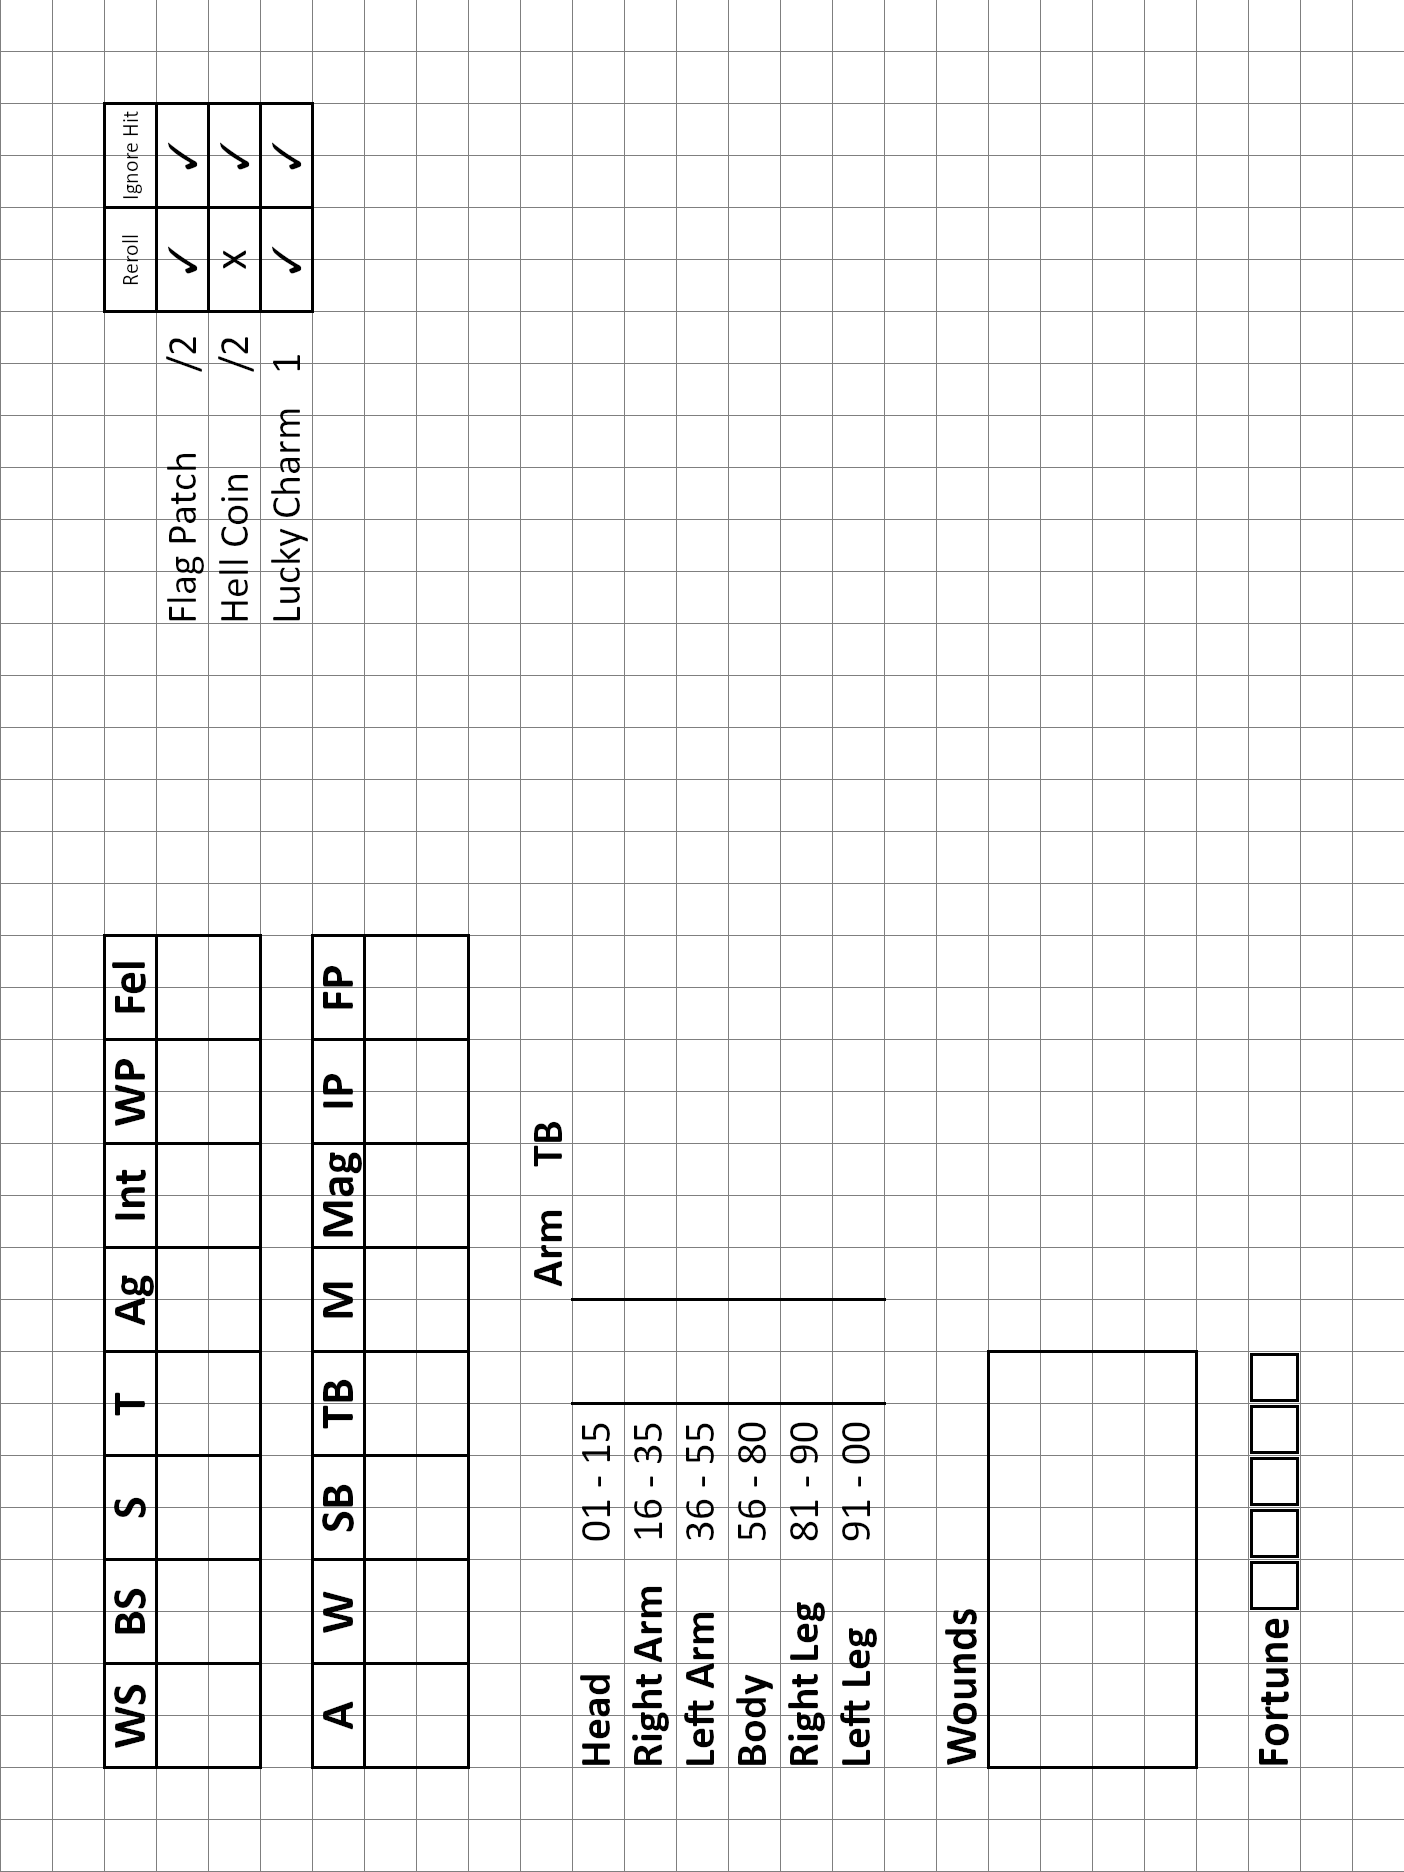 WS BS S T Ag Int WP Fel
Reroll Ignore Hit
Flag Patch /2 ✓ ✓
Hell Coin /2 x ✓
Lucky Charm 1 ✓ ✓
A W SB TB M Mag IP FP
Arm TB
Head 01 - 15
Right Arm 16 - 35
Left Arm 36 - 55
Body 56 - 80
Right Leg 81 - 90
Left Leg 91 - 00
Wounds
Fortune